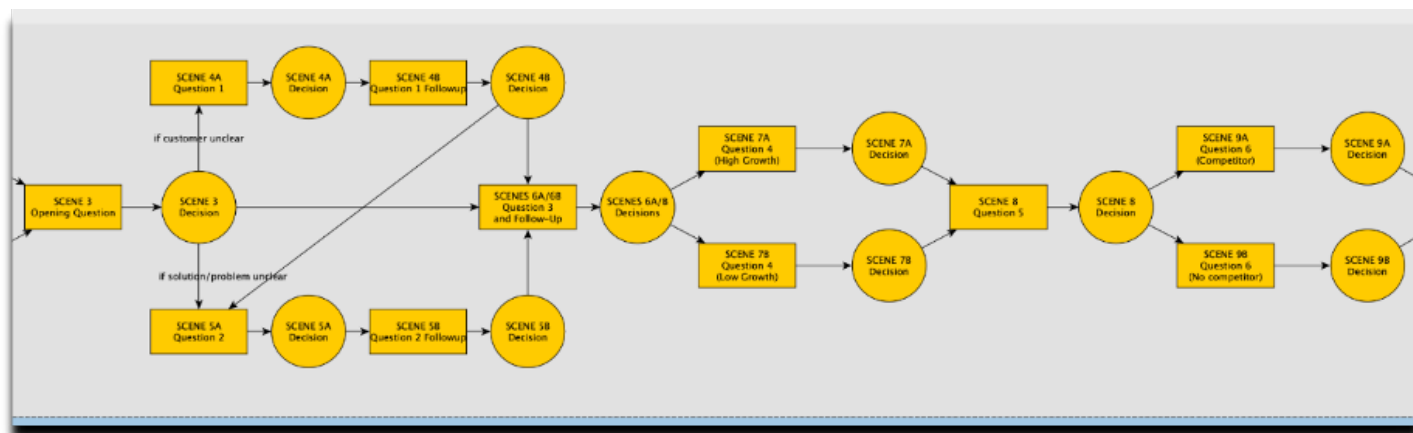 SCENE 4A
Question 1
SCENE 4A
Decision
SCENE 4B
Question 1 Followup
SCENE 4B
Decision
if customer unclear
SCENE 3
Opening Question
SCENE 3
Decision
if solution/problem unclear
SCENE 5A
Question 2
SCENE 5A
Decision
SCENE 5B
Question 2 Followup
SCENE 5B
Decision
SCENES 6A/6B
Question 3
and Follow-Up
SCENES 6A/B
Decisions
SCENE 7A
Question 4
(High Growth)
SCENE 7A
Decision
SCENE 7B
Question 4
(Low Growth)
SCENE 7B
Decision
SCENE 8
Question 5
SCENE 8
Decision
SCENE 9A
Question 6
(Competitor)
SCENE 9A
Decision
SCENE 9B
Question 6
(No competitor)
SCENE 9B
Decision